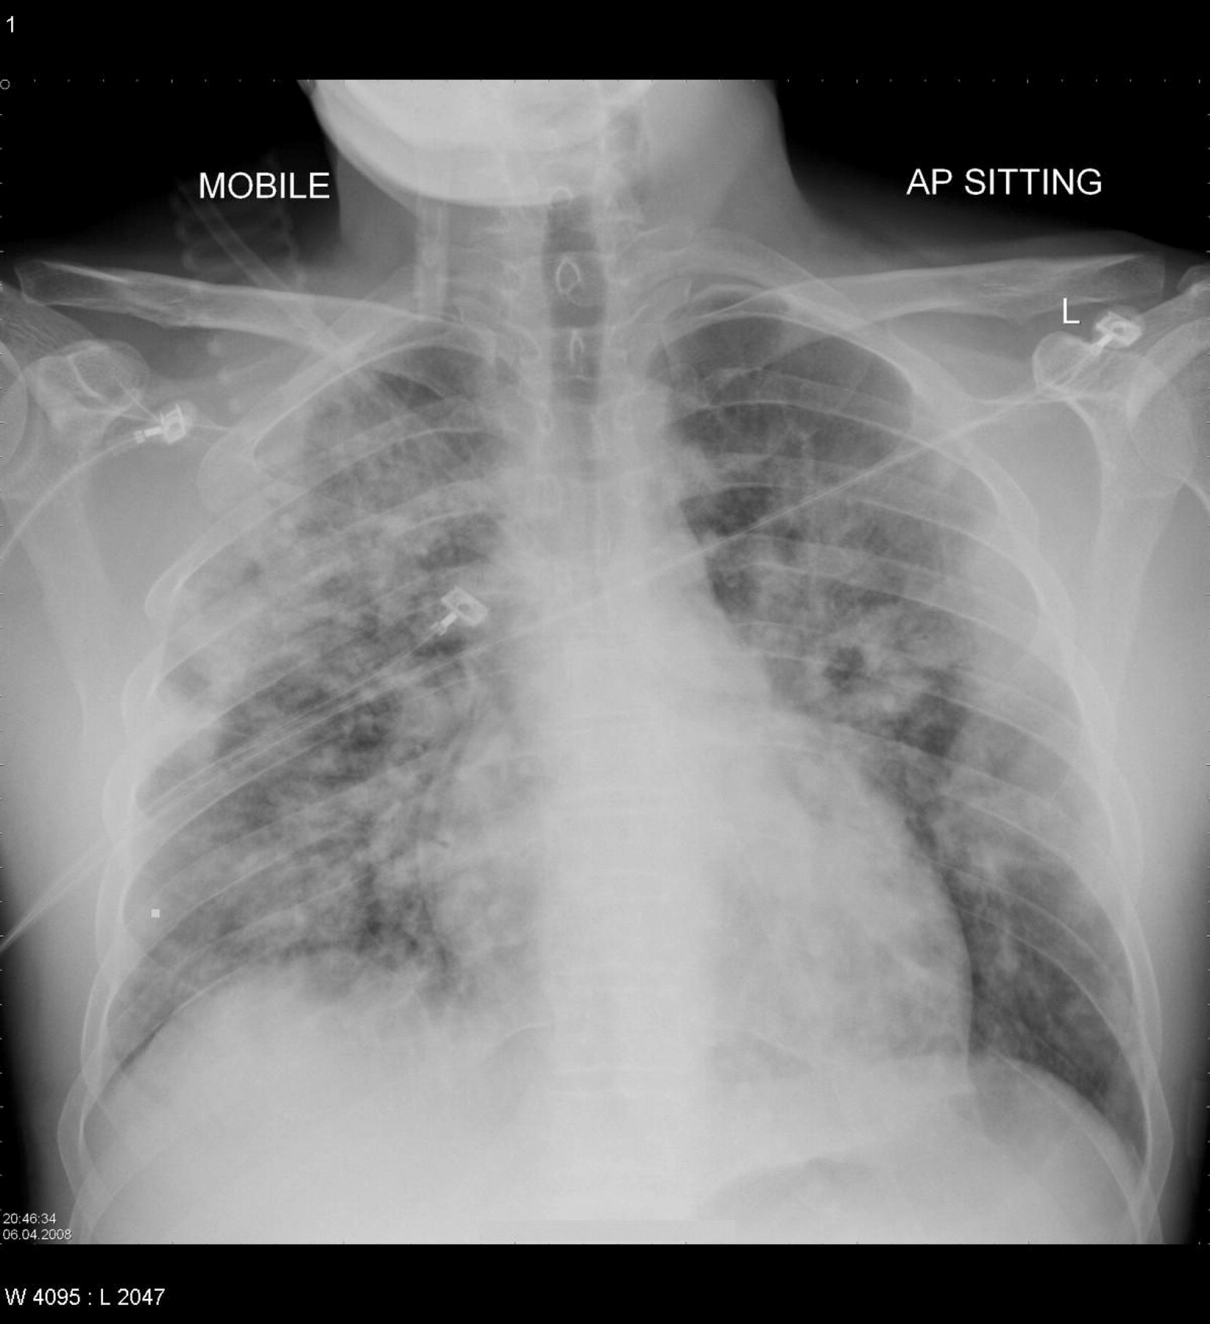 1
MOBILE
AP SITTING
L
20:46:34
06.04.2008
W 4095 : L 2047